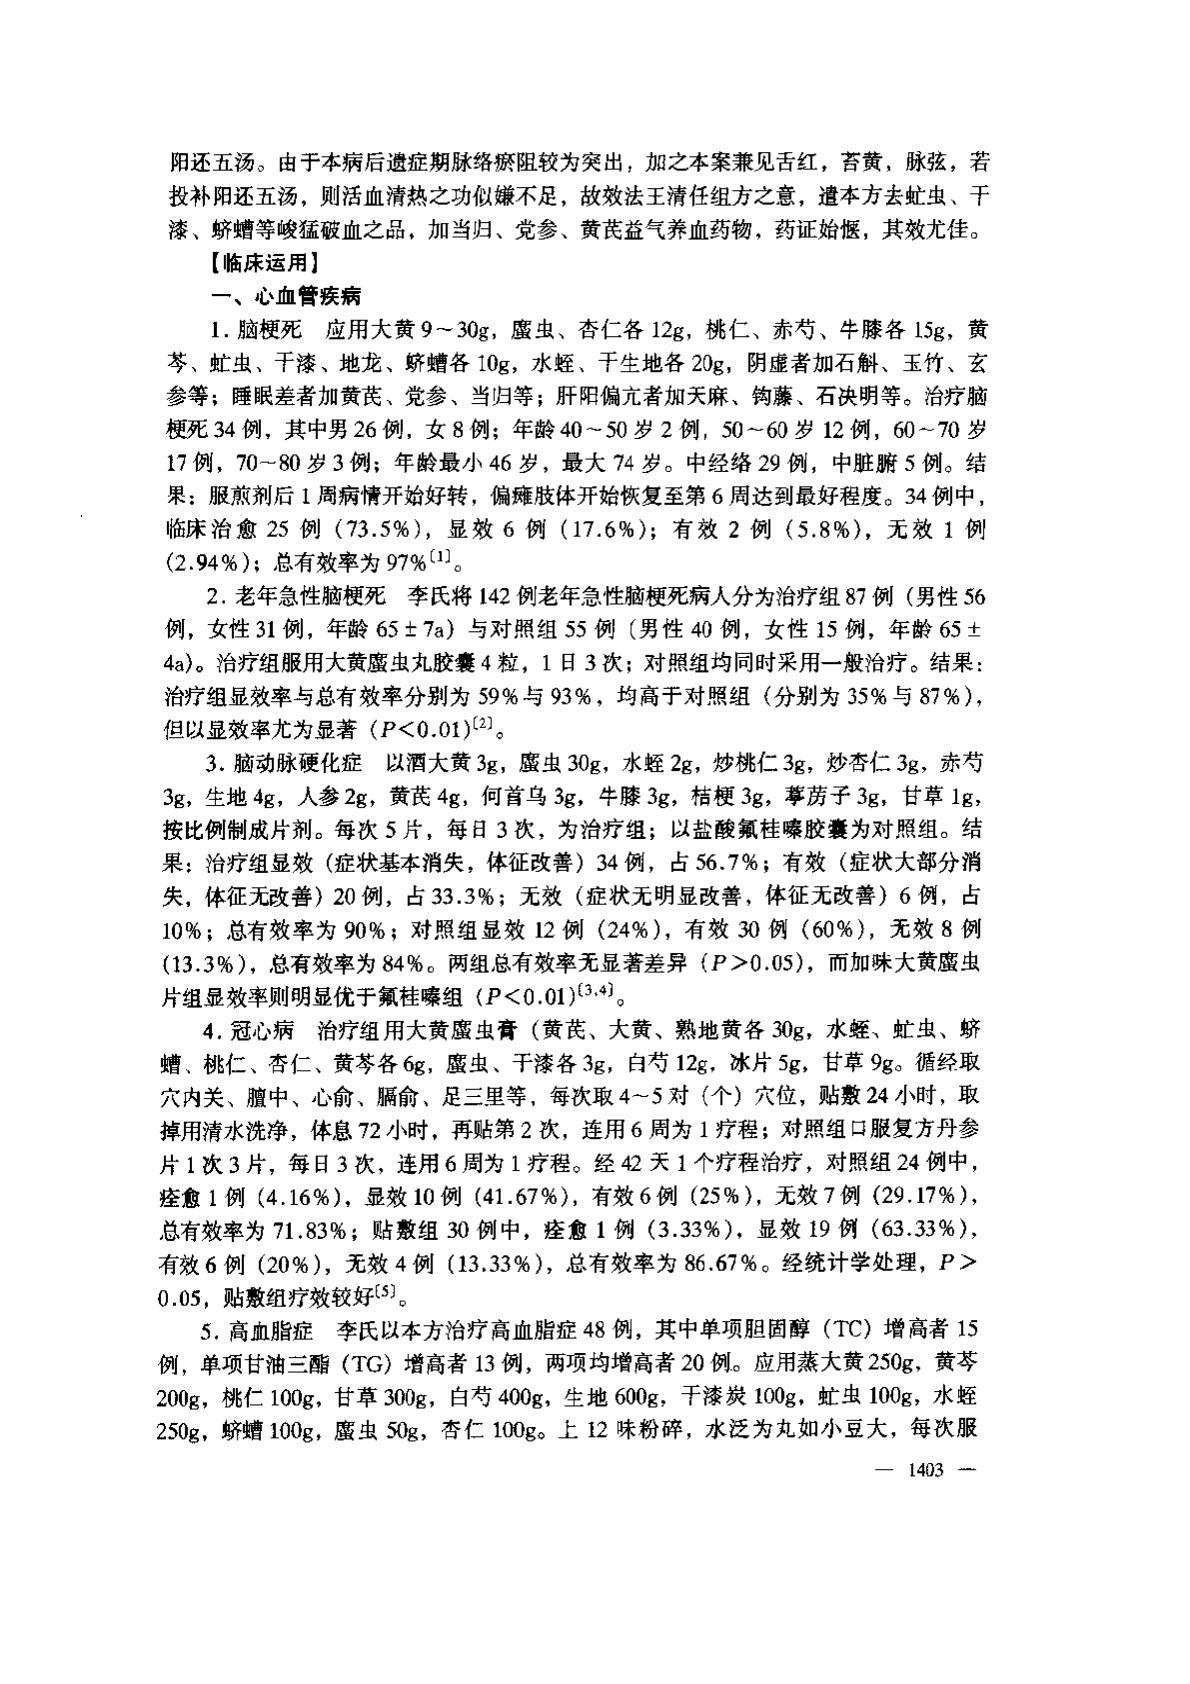 阳还五汤。由于本病后遗症期脉络瘀阻较为突出，加之本案兼见舌红，苔黄，脉弦，若
投补阳还五汤，则活血清热之功似嫌不足，故效法王清任组方之意，遣本方去虻虫、干
漆、蛴螬等峻猛破血之品，加当归、党参、黄芪益气养血药物，药证始惬，其效尤佳。
【临床运用】
一、心血管疾病
1. 脑梗死　应用大黄 9～30g，䗪虫、杏仁各 12g，桃仁、赤芍、牛膝各 15g，黄
芩、虻虫、干漆、地龙、蛴螬各 10g，水蛭、干生地各 20g，阴虚者加石斛、玉竹、玄
参等；睡眠差者加黄芪、党参、当归等；肝阳偏亢者加天麻、钩藤、石决明等。治疗脑
梗死 34 例，其中男 26 例，女 8 例；年龄 40～50 岁 2 例，50～60 岁 12 例，60～70 岁
17 例，70～80 岁 3 例；年龄最小 46 岁，最大 74 岁。中经络 29 例，中脏腑 5 例。结
果：服煎剂后 1 周病情开始好转，偏瘫肢体开始恢复至第 6 周达到最好程度。34 例中，
临床治愈 25 例（73.5%），显效 6 例（17.6%）；有效 2 例（5.8%），无效 1 例
（2.94%）；总有效率为 97%〔1〕。
2. 老年急性脑梗死　李氏将 142 例老年急性脑梗死病人分为治疗组 87 例（男性 56
例，女性 31 例，年龄 65±7a）与对照组 55 例（男性 40 例，女性 15 例，年龄 65±
4a）。治疗组服用大黄䗪虫丸胶囊 4 粒，1 日 3 次；对照组均同时采用一般治疗。结果：
治疗组显效率与总有效率分别为 59%与 93%，均高于对照组（分别为 35%与 87%），
但以显效率尤为显著（P＜0.01）〔2〕。
3. 脑动脉硬化症　以酒大黄 3g，䗪虫 30g，水蛭 2g，炒桃仁 3g，炒杏仁 3g，赤芍
3g，生地 4g，人参 2g，黄芪 4g，何首乌 3g，牛膝 3g，桔梗 3g，葶苈子 3g，甘草 1g，
按比例制成片剂。每次 5 片，每日 3 次，为治疗组；以盐酸氟桂嗪胶囊为对照组。结
果：治疗组显效（症状基本消失，体征改善）34 例，占 56.7%；有效（症状大部分消
失，体征无改善）20 例，占 33.3%；无效（症状无明显改善，体征无改善）6 例，占
10%；总有效率为 90%；对照组显效 12 例（24%），有效 30 例（60%），无效 8 例
（13.3%），总有效率为 84%。两组总有效率无显著差异（P＞0.05），而加味大黄䗪虫
片组显效率则明显优于氟桂嗪组（P＜0.01）〔3,4〕。
4. 冠心病　治疗组用大黄䗪虫膏（黄芪、大黄、熟地黄各 30g，水蛭、虻虫、蛴
螬、桃仁、杏仁、黄芩各 6g，䗪虫、干漆各 3g，白芍 12g，冰片 5g，甘草 9g。循经取
穴内关、膻中、心俞、膈俞、足三里等，每次取 4～5 对（个）穴位，贴敷 24 小时，取
掉用清水洗净，体息 72 小时，再贴第 2 次，连用 6 周为 1 疗程；对照组口服复方丹参
片 1 次 3 片，每日 3 次，连用 6 周为 1 疗程。经 42 天 1 个疗程治疗，对照组 24 例中，
痊愈 1 例（4.16%），显效 10 例（41.67%），有效 6 例（25%），无效 7 例（29.17%），
总有效率为 71.83%；贴敷组 30 例中，痊愈 1 例（3.33%），显效 19 例（63.33%），
有效 6 例（20%），无效 4 例（13.33%），总有效率为 86.67%。经统计学处理，P＞
0.05，贴敷组疗效较好〔5〕。
5. 高血脂症　李氏以本方治疗高血脂症 48 例，其中单项胆固醇（TC）增高者 15
例，单项甘油三酯（TG）增高者 13 例，两项均增高者 20 例。应用蒸大黄 250g，黄芩
200g，桃仁 100g，甘草 300g，白芍 400g，生地 600g，干漆炭 100g，虻虫 100g，水蛭
250g，蛴螬 100g，䗪虫 50g，杏仁 100g。上 12 味粉碎，水泛为丸如小豆大，每次服
— 1403 —